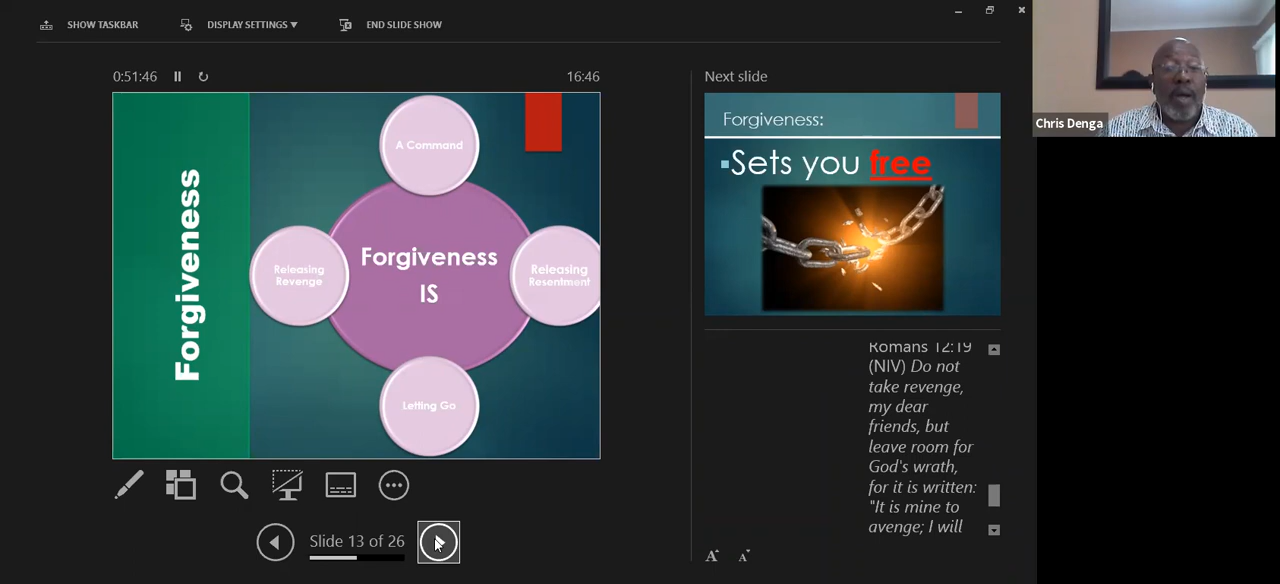 SHOW TASKBAR
DISPLAY SETTINGS
END SLIDE SHOW
0:51:46
16:46
Forgiveness
A Command
Releasing
Revenge
Forgiveness
IS
Releasing
Resentment
Letting Go
Slide 13 of 26
Next slide
Forgiveness:
Sets you free
Romans 12:19
(NIV) Do not
take revenge,
my dear
friends, but
leave room for
God's wrath,
for it is written:
"It is mine to
avenge; I will
A A
Chris Denga